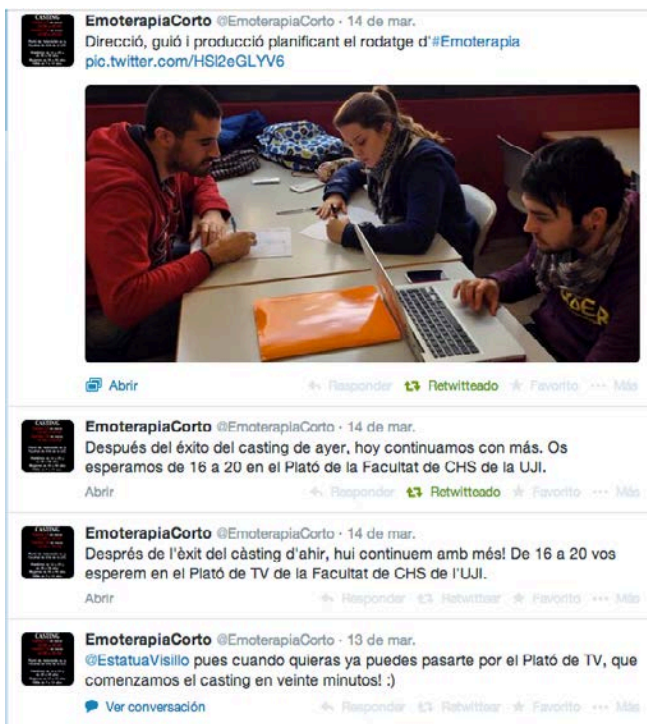 EmoterapiaCorto @EmoterapiaCorto · 14 de mar.
Direcció, guió i producció planificant el rodatge d'#Emoterapia
pic.twitter.com/HSl2eGLYV6
Abrir Responder Retwitteado Favorito Más
CASTING
EmoterapiaCorto @EmoterapiaCorto · 14 de mar.
Después del éxito del casting de ayer, hoy continuamos con más. Os
esperamos de 16 a 20 en el Plató de la Facultat de CHS de la UJI.
Abrir Responder Retwitteado Favorito Más
CASTING
EmoterapiaCorto @EmoterapiaCorto · 14 de mar.
Després de l'èxit del càsting d'ahir, hui continuem amb més! De 16 a 20 vos
esperem en el Plató de TV de la Facultat de CHS de l'UJI.
Abrir Responder Retwittear Favorito Más
CASTING
EmoterapiaCorto @EmoterapiaCorto · 13 de mar.
@EstatuaVisillo pues cuando quieras ya puedes pasarte por el Plató de TV, que
comenzamos el casting en veinte minutos! :)
Ver conversación Responder Retwittear Favorito Más